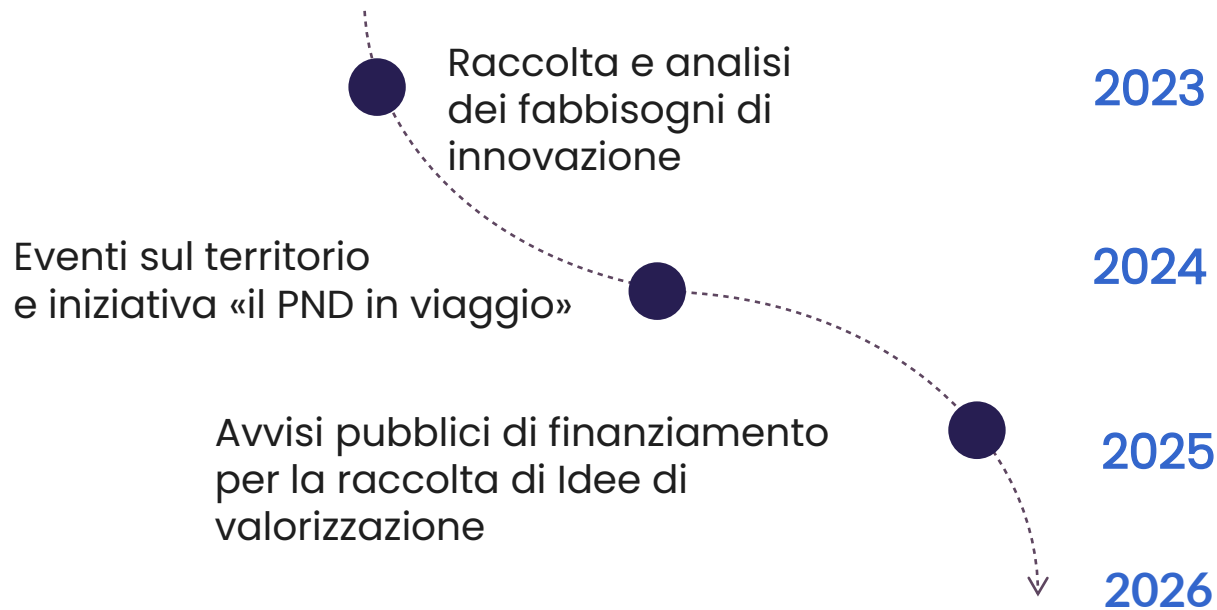 Raccolta e analisi
dei fabbisogni di
innovazione
2023
Eventi sul territorio
e iniziativa «il PND in viaggio»
2024
Avvisi pubblici di finanziamento
per la raccolta di Idee di
valorizzazione
2025
2026